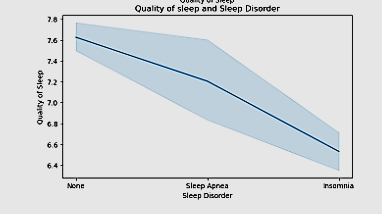 Quality of Sleep
Quality of sleep and Sleep Disorder
7.8
7.6
7.4
7.2
7.0
6.8
6.6
6.4
Quality of Sleep
None
Sleep Apnea
Insomnia
Sleep Disorder